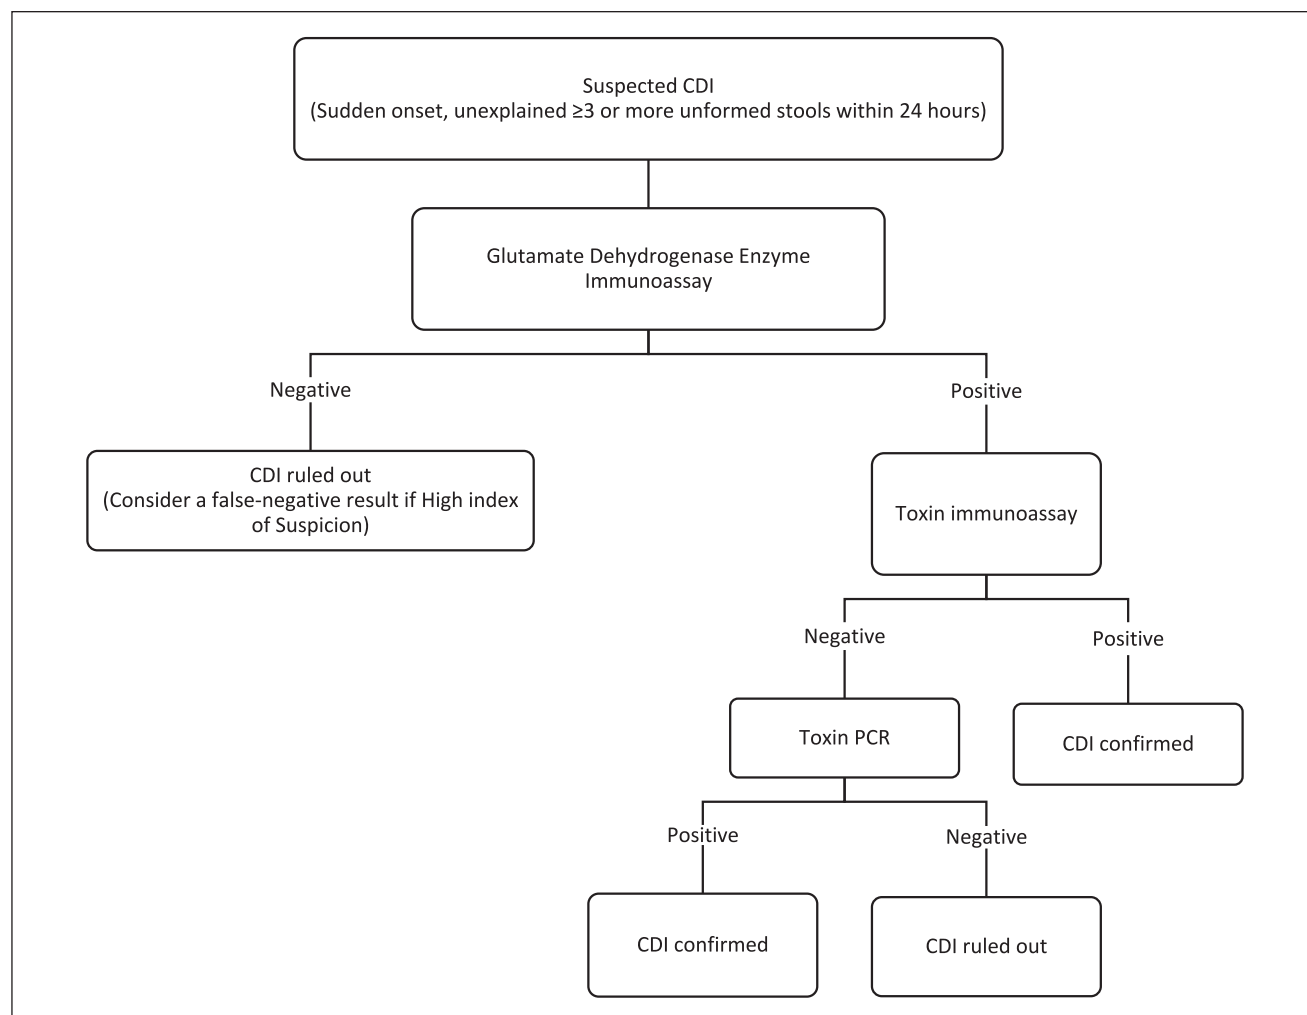 Suspected CDI
(Sudden onset, unexplained ≥3 or more unformed stools within 24 hours)
Glutamate Dehydrogenase Enzyme
Immunoassay
Negative
Positive
CDI ruled out
(Consider a false-negative result if High index
of Suspicion)
Toxin immunoassay
Negative
Positive
Toxin PCR
CDI confirmed
Positive
Negative
CDI confirmed
CDI ruled out